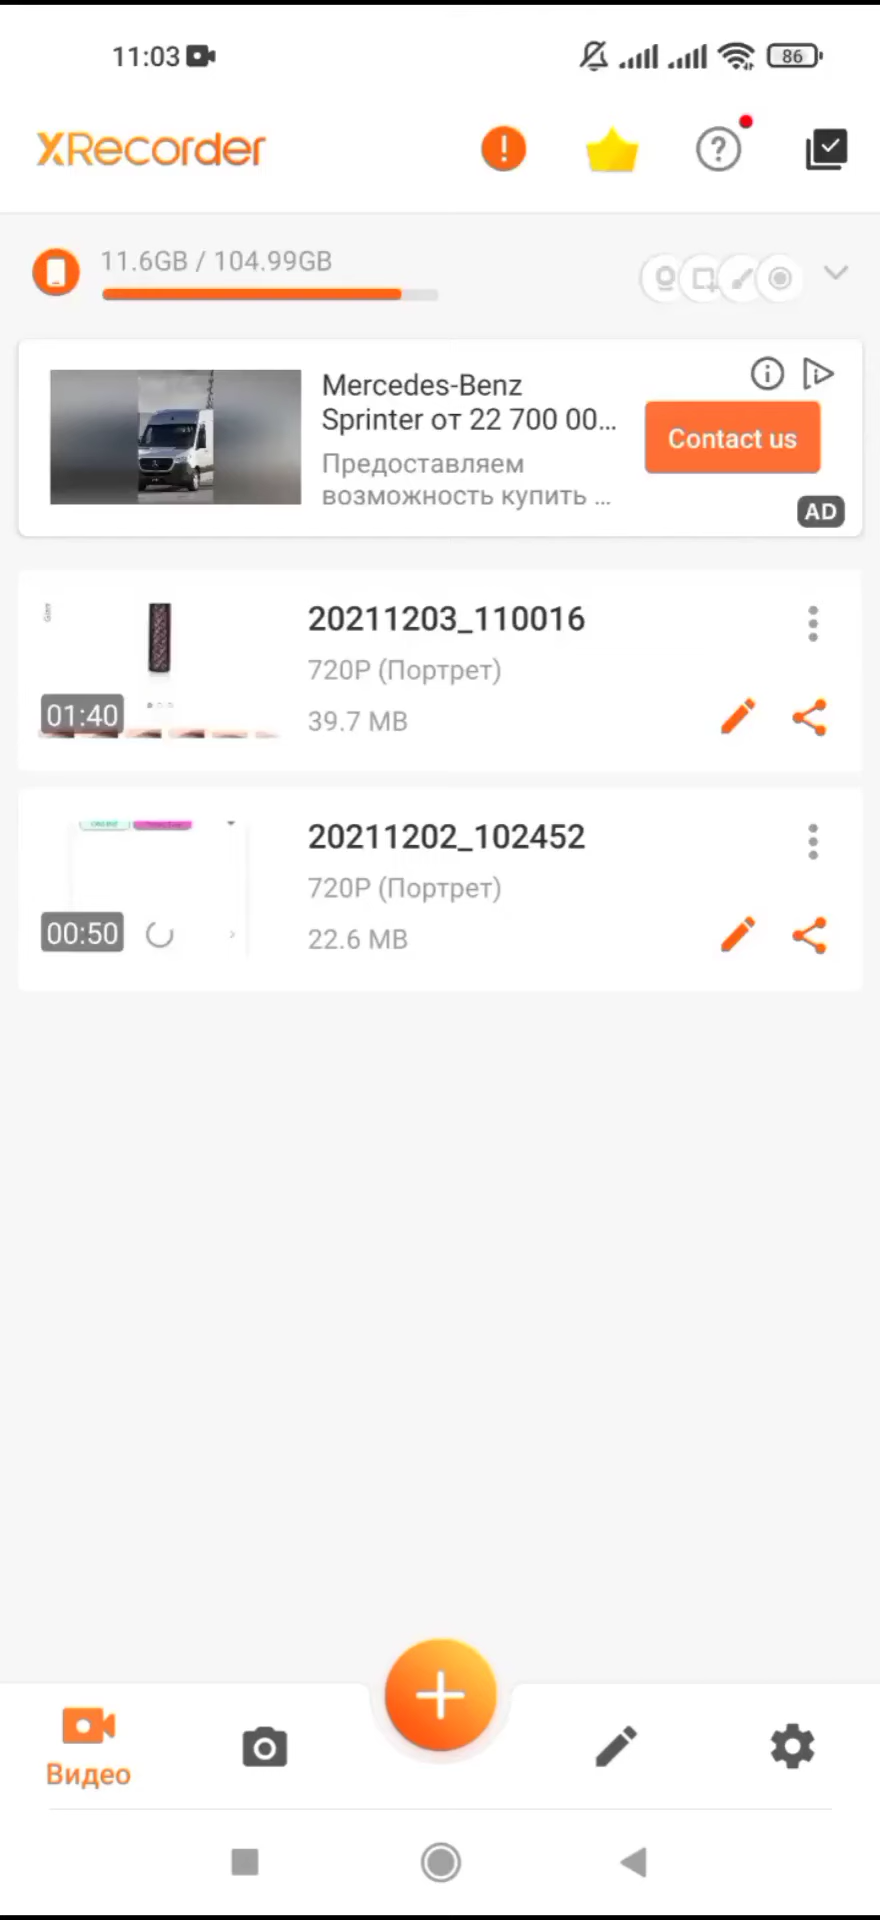 11:03
86
XRecorder
11.6GB / 104.99GB
Mercedes-Benz
Sprinter от 22 700 00...
Предоставляем
возможность купить ...
Contact us
AD
20211203_110016
720P (Портрет)
39.7 MB
01:40
20211202_102452
720P (Портрет)
22.6 MB
00:50
Видео